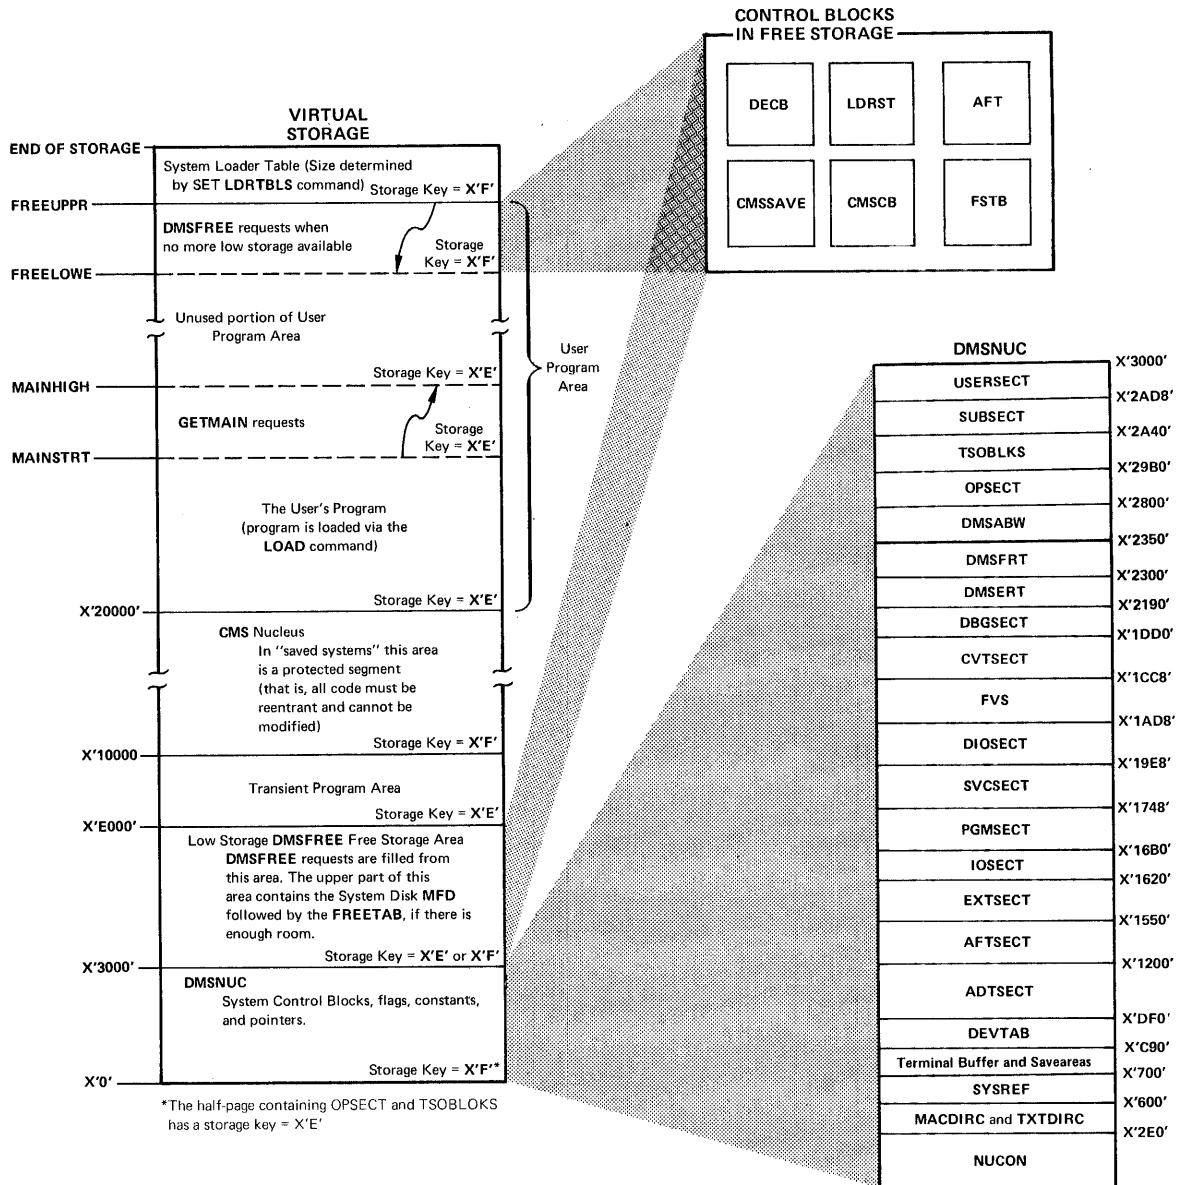 CONTROL BLOCKS
IN FREE STORAGE
DECB
LDRST
AFT
CMSSAVE
CMSCB
FSTB
VIRTUAL
STORAGE
END OF STORAGE
System Loader Table (Size determined
by SET LDRTBLS command)
Storage Key = X'F'
FREEUPPR
DMSFREE requests when
no more low storage available
Storage
Key = X'F'
FREELOWE
Unused portion of User
Program Area
Storage Key = X'E'
MAINHIGH
GETMAIN requests
Storage
Key = X'E'
MAINSTRT
User
Program
Area
The User's Program
(program is loaded via the
LOAD command)
Storage Key = X'E'
X'20000'
CMS Nucleus
In "saved systems" this area
is a protected segment
(that is, all code must be
reentrant and cannot be
modified)
Storage Key = X'F'
X'10000
Transient Program Area
Storage Key = X'E'
X'E000'
Low Storage DMSFREE Free Storage Area
DMSFREE requests are filled from
this area. The upper part of this
area contains the System Disk MFD
followed by the FREETAB, if there is
enough room.
Storage Key = X'E' or X'F'
X'3000'
DMSNUC
System Control Blocks, flags, constants,
and pointers.
Storage Key = X'F'*
X'0'
*The half-page containing OPSECT and TSOBLOKS
has a storage key = X'E'
DMSNUC
X'3000'
USERSECT
X'2AD8'
SUBSECT
X'2A40'
TSOBLKS
X'29B0'
OPSECT
X'2800'
DMSABW
X'2350'
DMSFRT
X'2300'
DMSERT
X'2190'
DBGSECT
X'1DD0'
CVTSECT
X'1CC8'
FVS
X'1AD8'
DIOSECT
X'19E8'
SVCSECT
X'1748'
PGMSECT
X'16B0'
IOSECT
X'1620'
EXTSECT
X'1550'
AFTSECT
X'1200'
ADTSECT
X'DF0'
DEVTAB
X'C90'
Terminal Buffer and Saveareas
X'700'
SYSREF
X'600'
MACDIRC and TXTDIRC
X'2E0'
NUCON